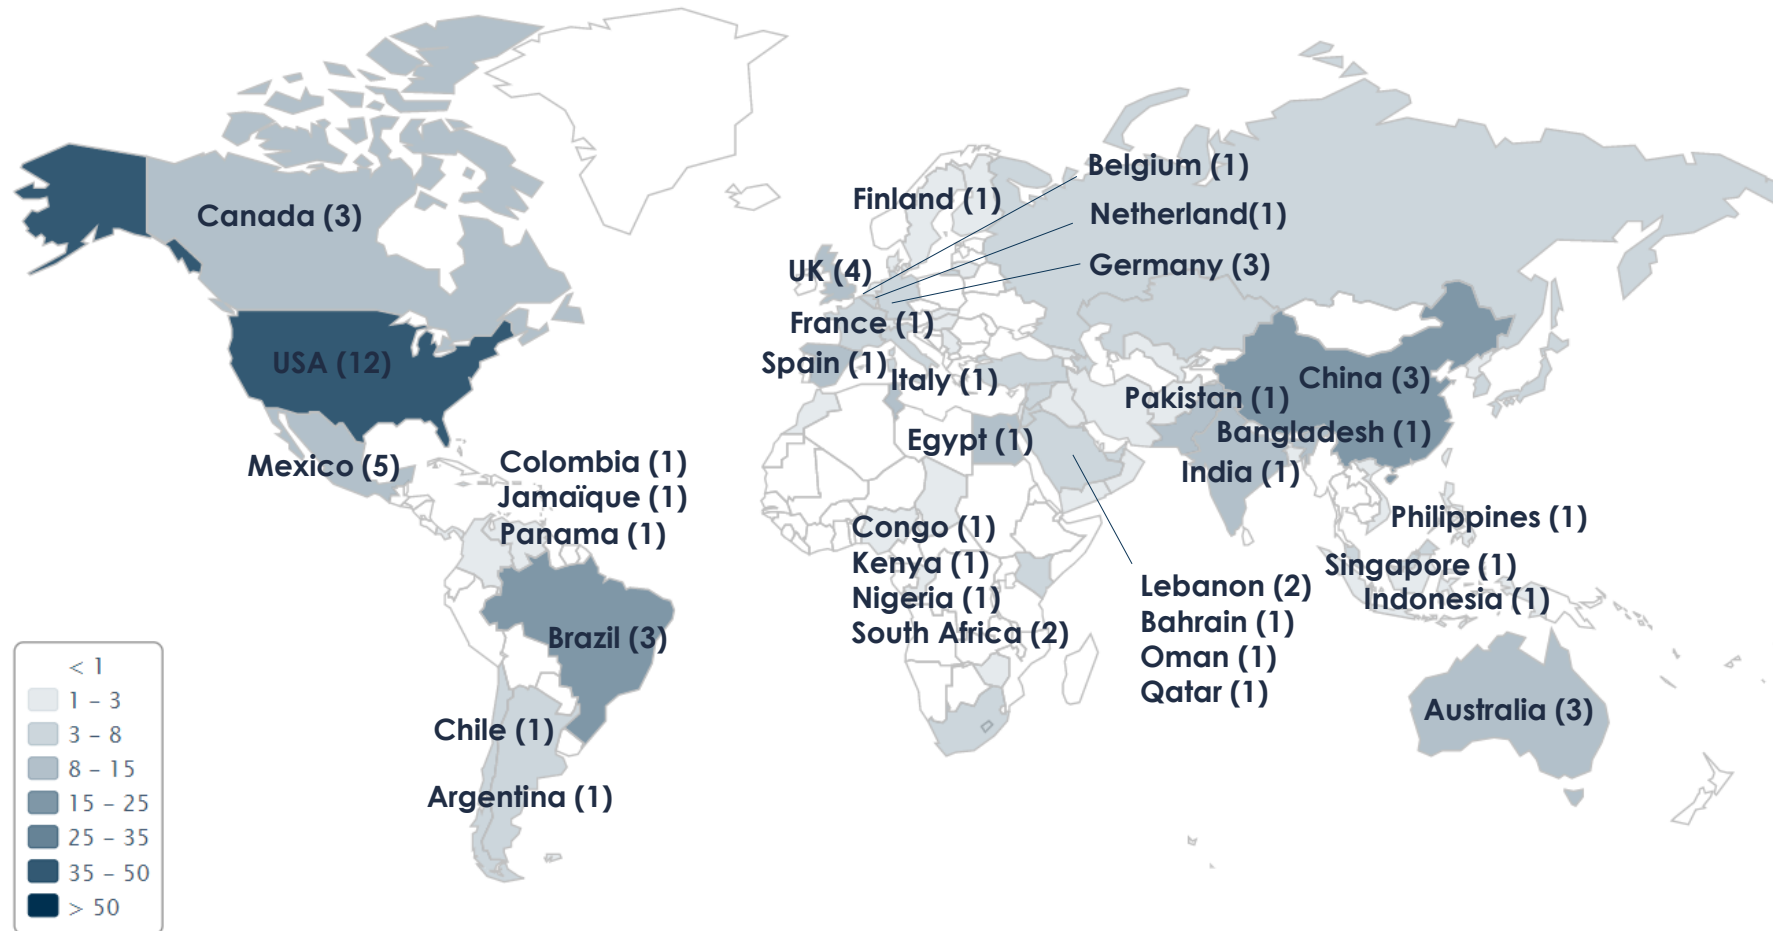 Belgium (1)
Finland (1)
Netherland(1)
Canada (3)
UK (4)
Germany (3)
France (1)
USA (12)
Spain (1)
Italy (1)
China (3)
Pakistan (1)
Bangladesh (1)
Egypt (1)
India (1)
Mexico (5)
Colombia (1)
Jamaïque (1)
Panama (1)
Philippines (1)
Congo (1)
Kenya (1)
Nigeria (1)
South Africa (2)
Singapore (1)
Indonesia (1)
Lebanon (2)
Bahrain (1)
Oman (1)
Qatar (1)
Brazil (3)
Chile (1)
Argentina (1)
Australia (3)
< 1
1 – 3
3 – 8
8 – 15
15 – 25
25 – 35
35 – 50
> 50